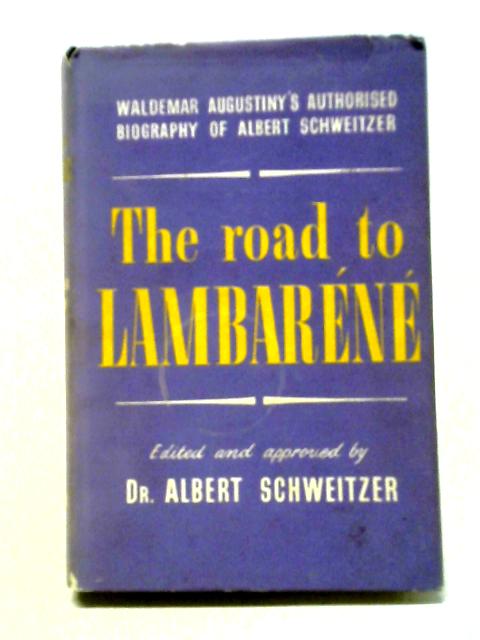 WALDEMAR AUGUSTINY'S AUTHORISED
BIOGRAPHY OF ALBERT SCHWEITZER
The road to
LAMBARÉNÉ
Edited and approved by
DR. ALBERT SCHWEITZER